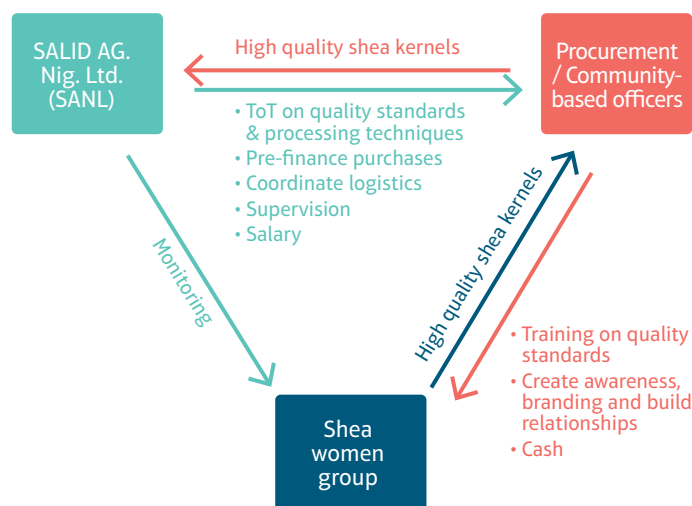 SALID AG.
Nig. Ltd.
(SANL)
High quality shea kernels
Procurement
/ Community-
based officers
• ToT on quality standards
& processing techniques
• Pre-finance purchases
• Coordinate logistics
• Supervision
• Salary
Monitoring
High quality shea kernels
• Training on quality
standards
• Create awareness,
branding and build
relationships
• Cash
Shea
women
group